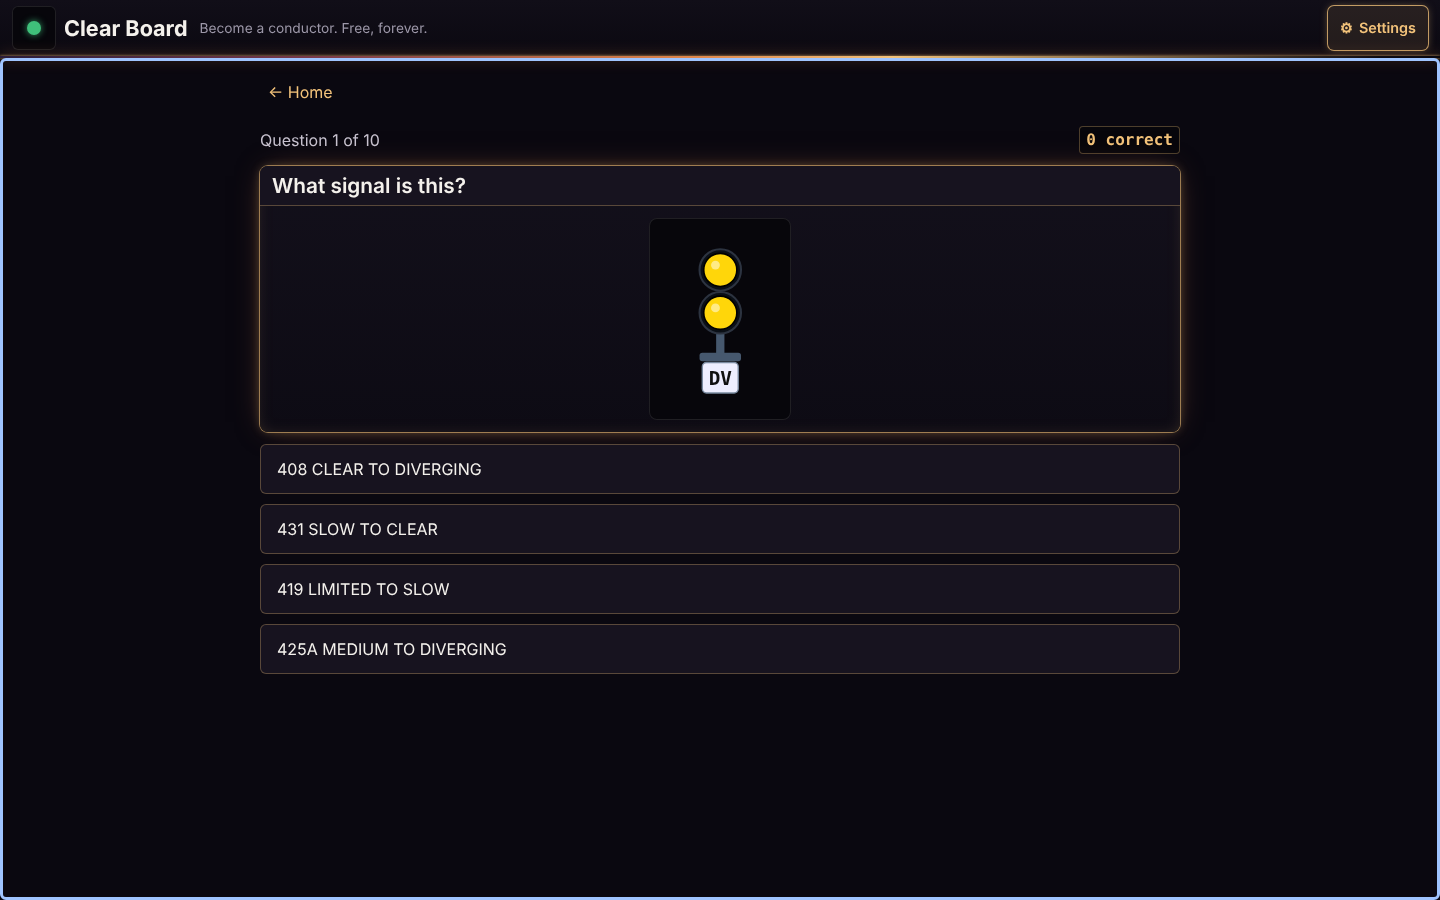 Clear Board
Become a conductor. Free, forever.
⚙ Settings
← Home
Question 1 of 10
0 correct
What signal is this?
DV
408 CLEAR TO DIVERGING
431 SLOW TO CLEAR
419 LIMITED TO SLOW
425A MEDIUM TO DIVERGING